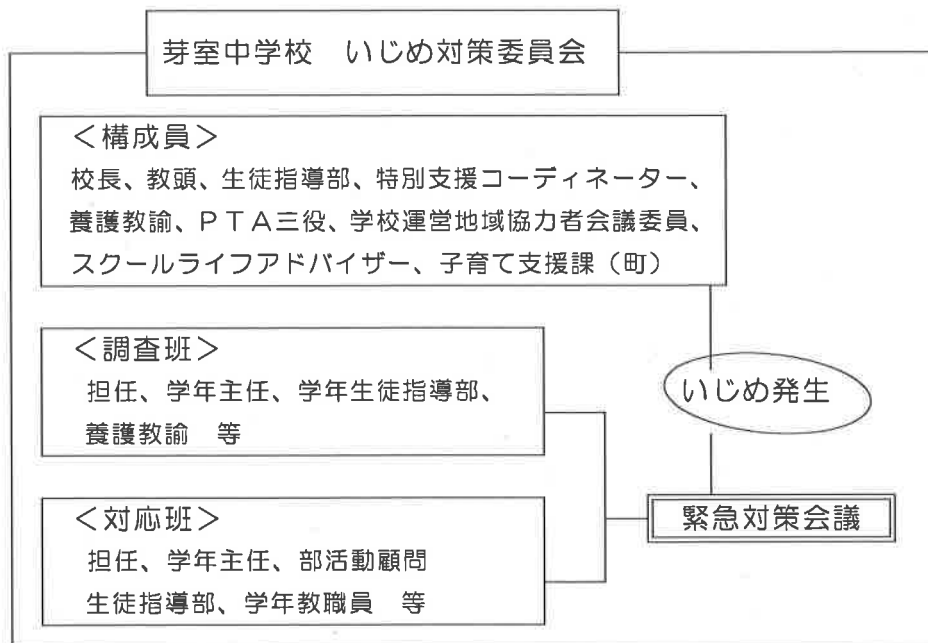 芽室中学校　いじめ対策委員会
＜構成員＞
校長、教頭、生徒指導部、特別支援コーディネーター、
養護教諭、ＰＴＡ三役、学校運営地域協力者会議委員、
スクールライフアドバイザー、子育て支援課（町）
＜調査班＞
担任、学年主任、学年生徒指導部、
養護教諭　等
いじめ発生
＜対応班＞
担任、学年主任、部活動顧問
生徒指導部、学年教職員　等
緊急対策会議